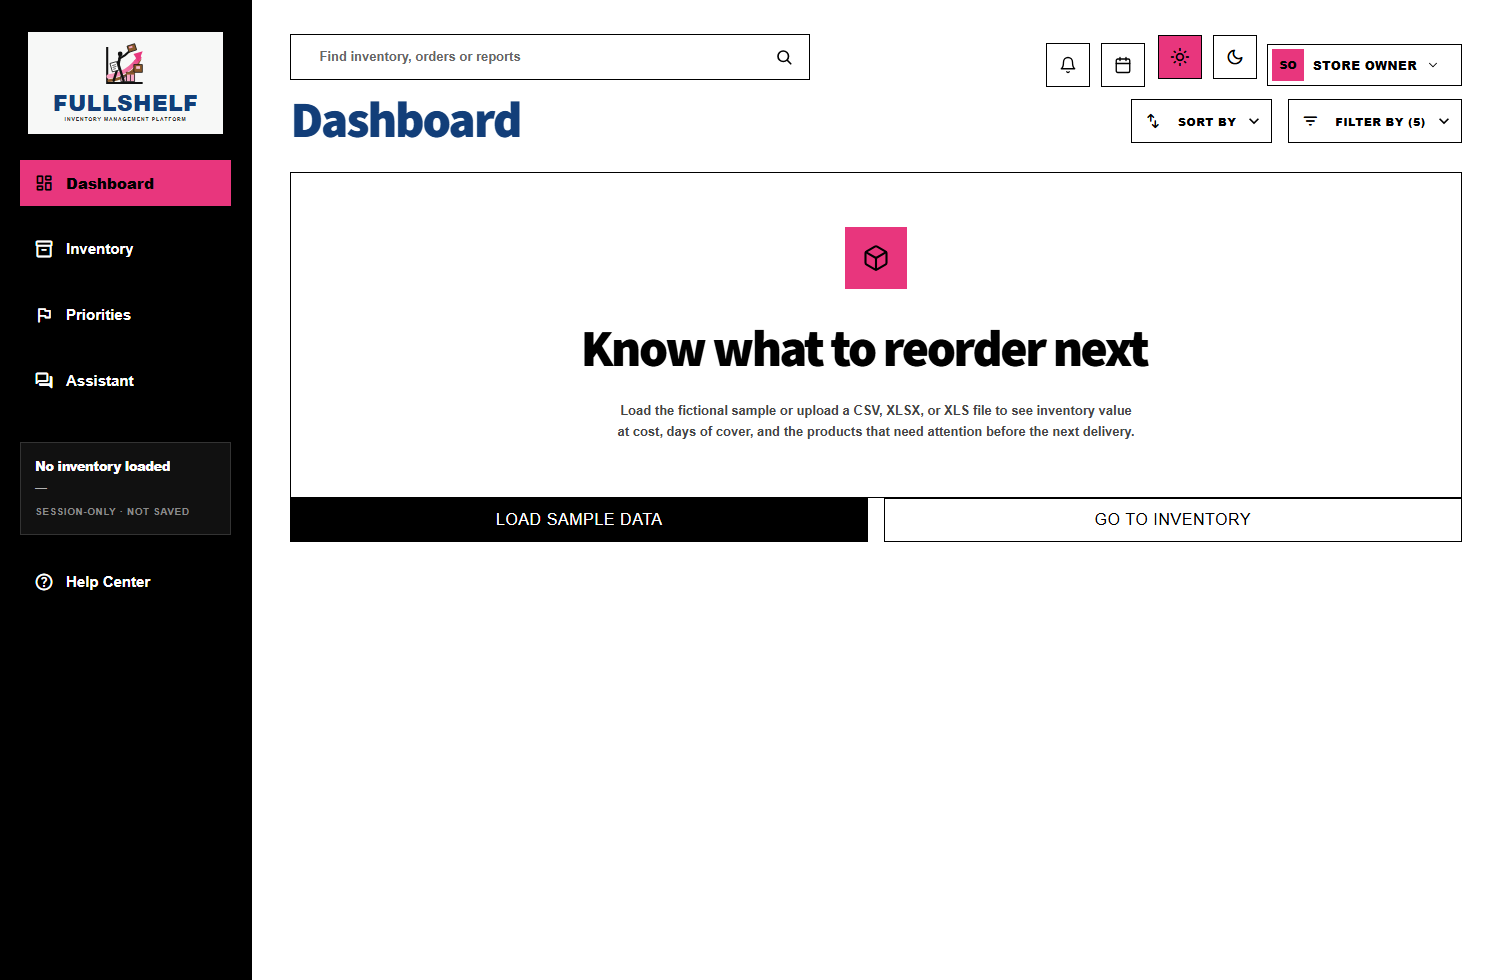 FULLSHELF
INVENTORY MANAGEMENT PLATFORM
Dashboard
Inventory
Priorities
Assistant
No inventory loaded
—
SESSION-ONLY · NOT SAVED
Help Center
Find inventory, orders or reports
SO STORE OWNER
Dashboard
SORT BY
FILTER BY (5)
Know what to reorder next
Load the fictional sample or upload a CSV, XLSX, or XLS file to see inventory value
at cost, days of cover, and the products that need attention before the next delivery.
LOAD SAMPLE DATA
GO TO INVENTORY